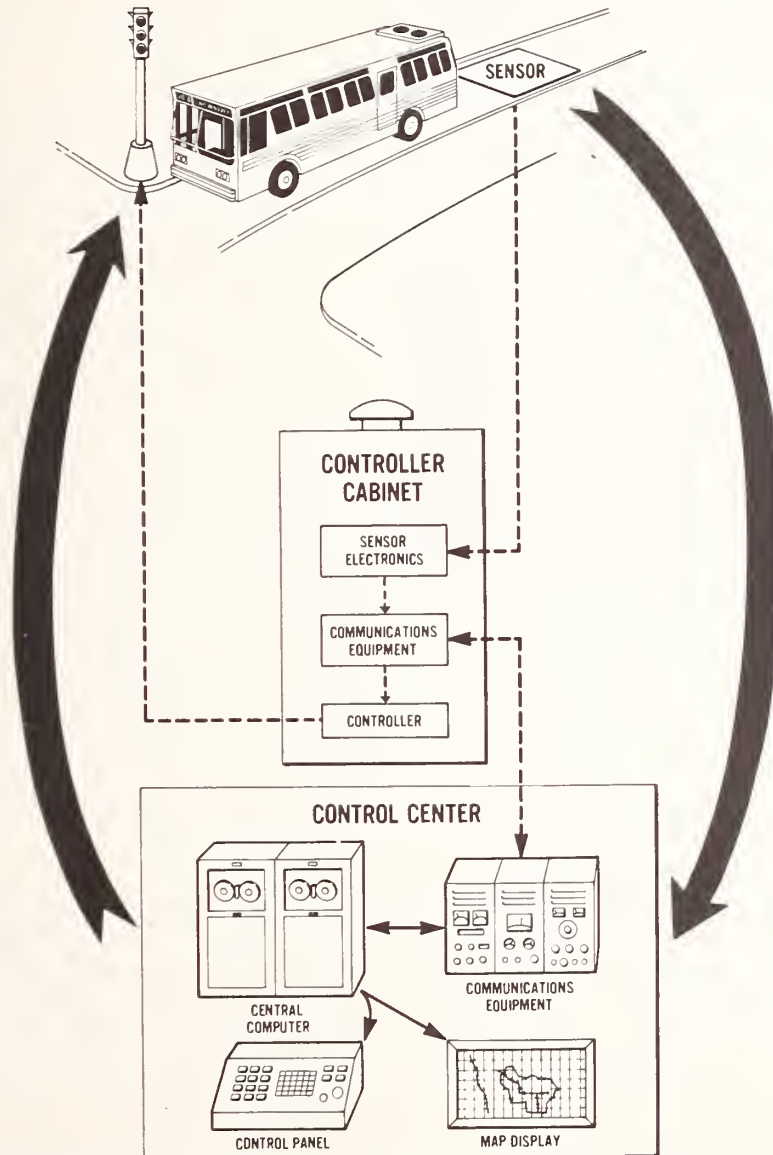 SENSOR
CONTROLLER
CABINET
SENSOR
ELECTRONICS
COMMUNICATIONS
EQUIPMENT
CONTROLLER
CONTROL CENTER
CENTRAL
COMPUTER
COMMUNICATIONS
EQUIPMENT
CONTROL PANEL
MAP DISPLAY